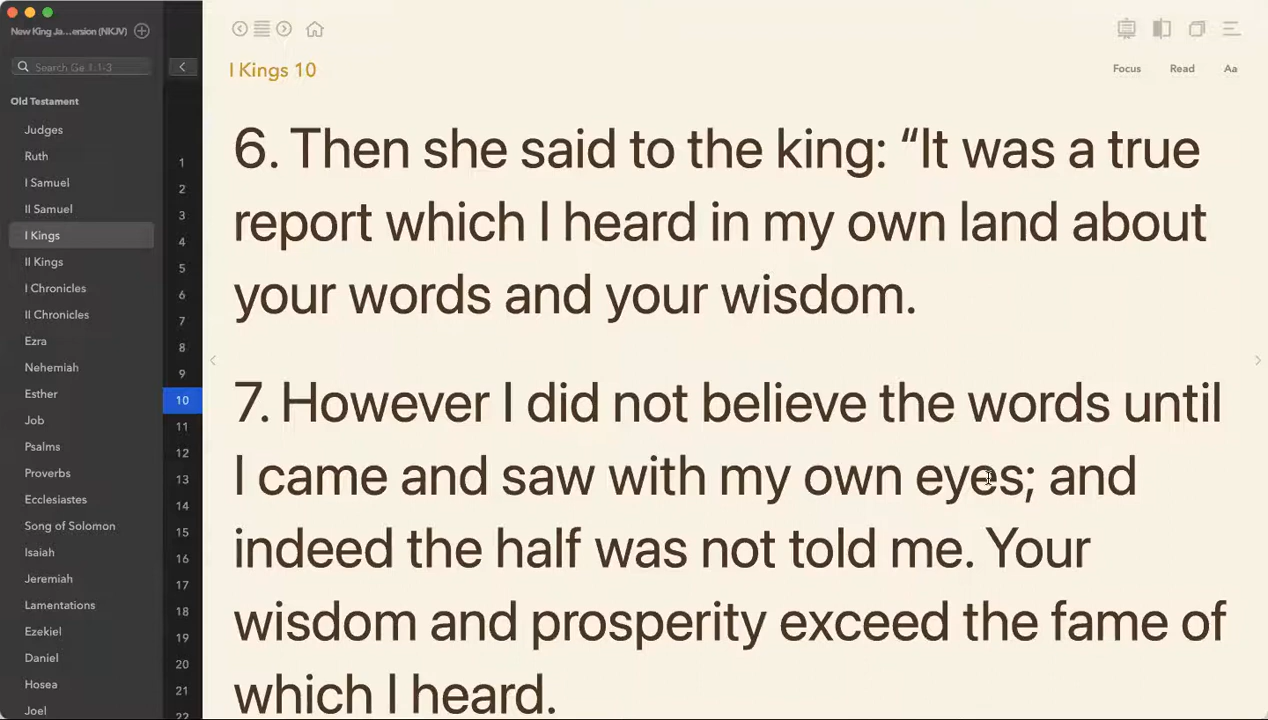 New King Ja...ersion (NKJV)
Search Ge 1:1-3
Old Testament
Judges
Ruth
I Samuel
II Samuel
I Kings
II Kings
I Chronicles
II Chronicles
Ezra
Nehemiah
Esther
Job
Psalms
Proverbs
Ecclesiastes
Song of Solomon
Isaiah
Jeremiah
Lamentations
Ezekiel
Daniel
Hosea
Joel
1
2
3
4
5
6
7
8
9
10
11
12
13
14
15
16
17
18
19
20
21
22
I Kings 10
Focus Read Aa
6. Then she said to the king: “It was a true
report which I heard in my own land about
your words and your wisdom.
7. However I did not believe the words until
I came and saw with my own eyes; and
indeed the half was not told me. Your
wisdom and prosperity exceed the fame of
which I heard.